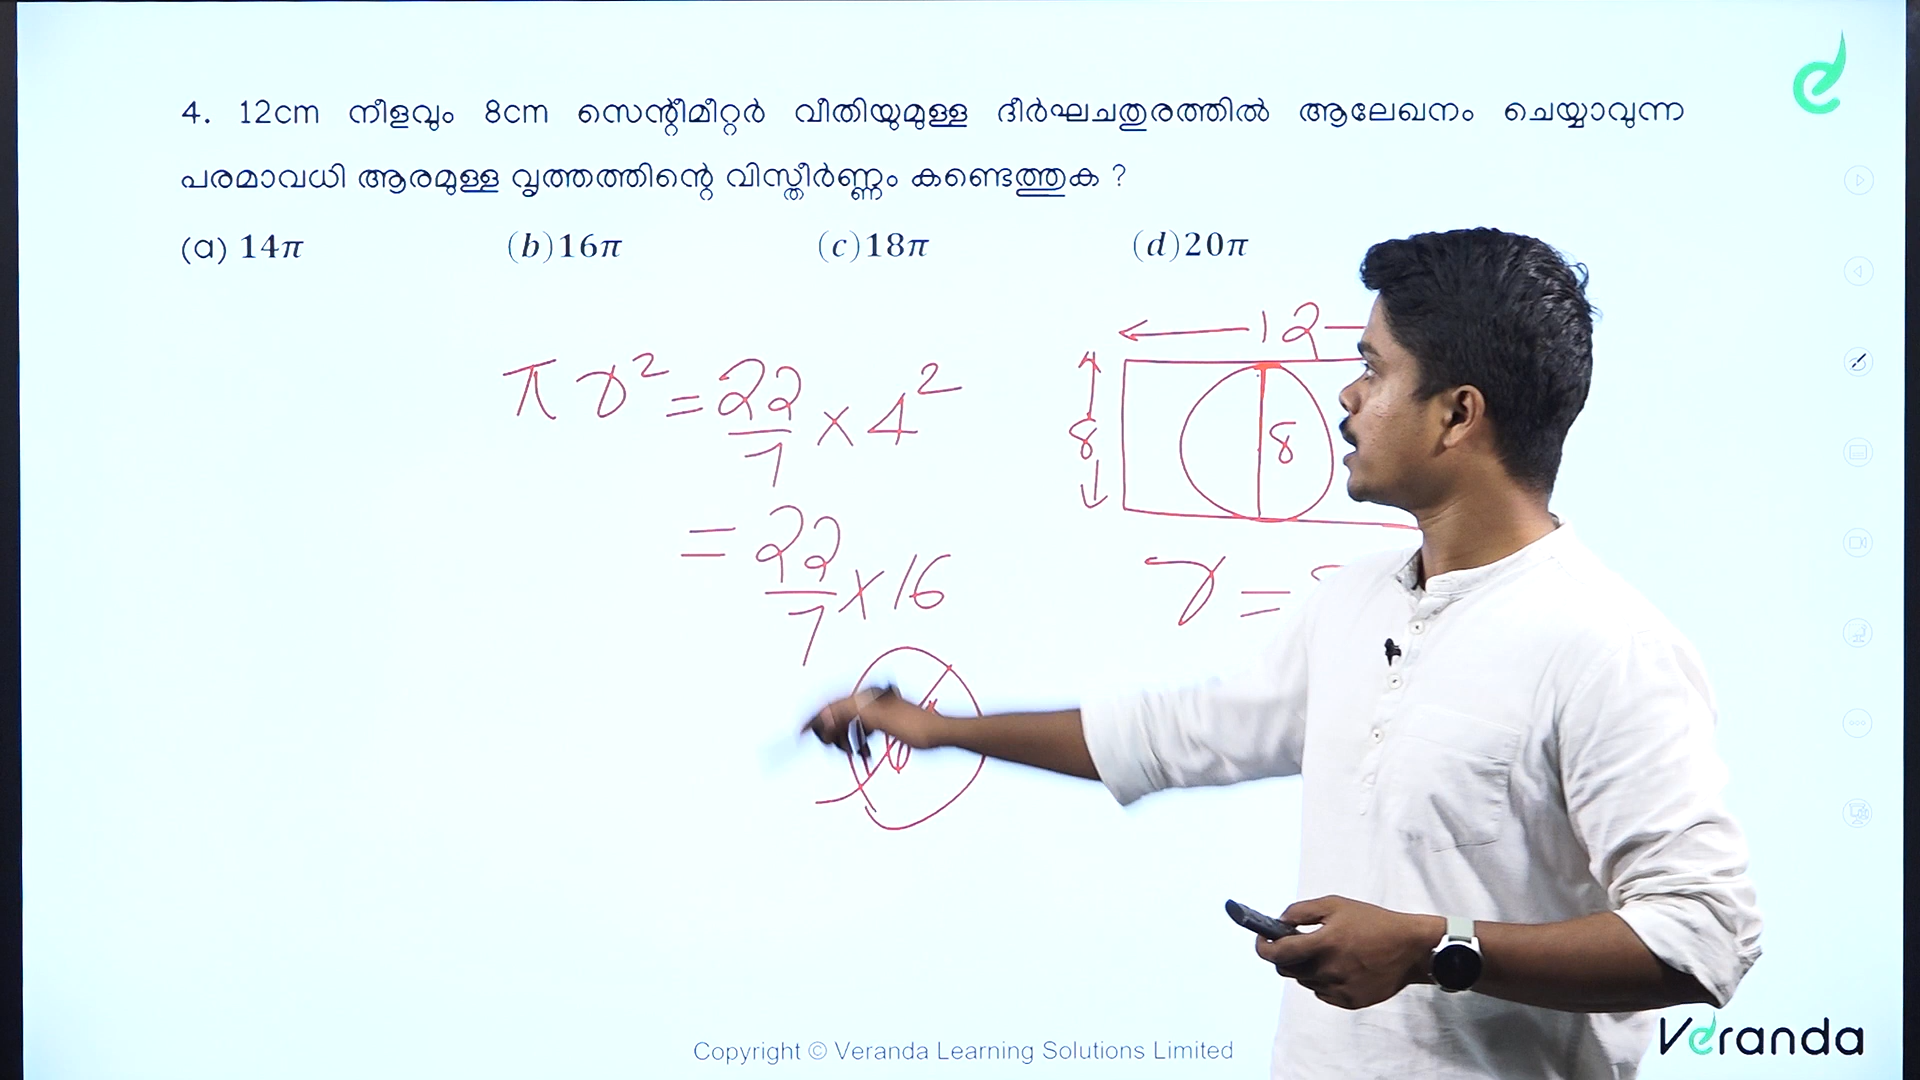 4. 12cm നീളവും 8cm സെന്റീമീറ്റർ വീതിയുമുള്ള ദീർഘചതുരത്തിൽ ആലേഖനം ചെയ്യാവുന്ന
പരമാവധി ആരമുള്ള വൃത്തത്തിന്റെ വിസ്തീർണ്ണം കണ്ടെത്തുക ?
(a) 14π (b)16π (c)18π (d)20π
12
πr² = 22/7 × 4²
8 8
= 22/7 × 16
r =
Copyright © Veranda Learning Solutions Limited
Veranda